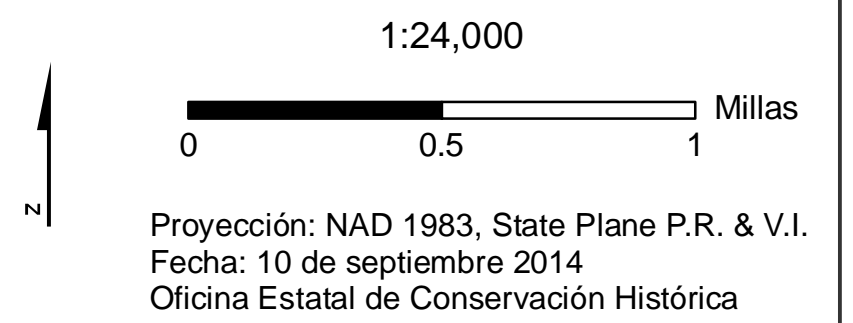 1:24,000
Millas
0 0.5 1
N
Proyección: NAD 1983, State Plane P.R. & V.I.
Fecha: 10 de septiembre 2014
Oficina Estatal de Conservación Histórica